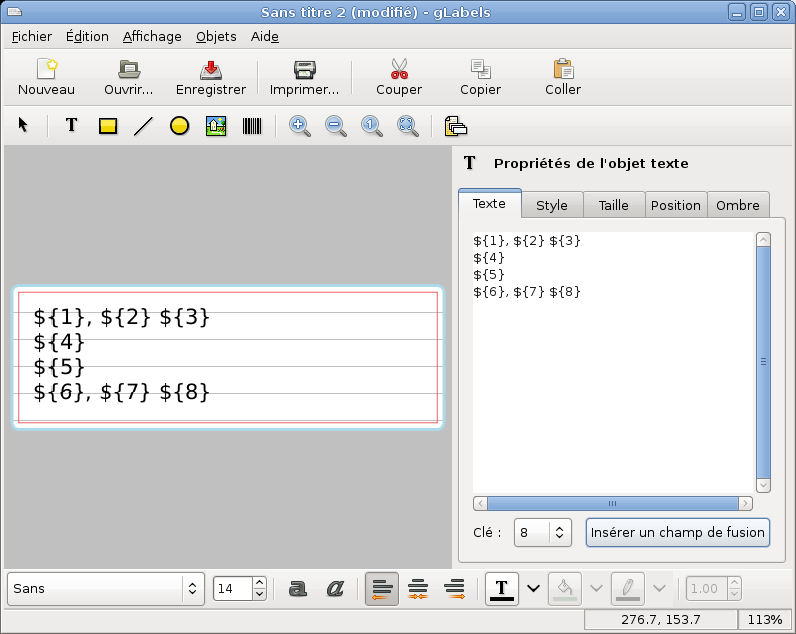 Sans titre 2 (modifié) - gLabels
Fichier Édition Affichage Objets Aide
Nouveau Ouvrir... Enregistrer Imprimer... Couper Copier Coller
T
T Propriétés de l'objet texte
Texte Style Taille Position Ombre
${1}, ${2} ${3}
${4}
${5}
${6}, ${7} ${8}
${1}, ${2} ${3}
${4}
${5}
${6}, ${7} ${8}
Clé : 8 Insérer un champ de fusion
Sans 14 a a T 1.00
276.7, 153.7 113%